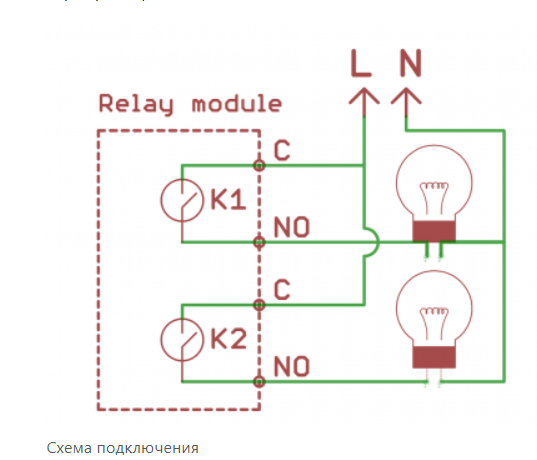 L N
Relay module
C
K1
NO
C
K2
NO
Схема подключения